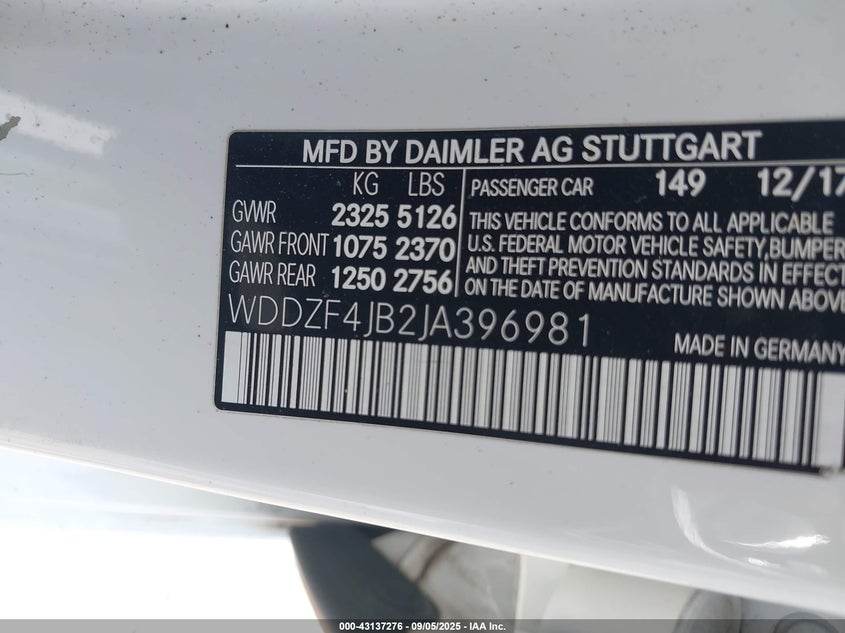 MFD BY DAIMLER AG STUTTGART
KG LBS
GVWR 2325 5126
GAWR FRONT 1075 2370
GAWR REAR 1250 2756
PASSENGER CAR 149 12/17
THIS VEHICLE CONFORMS TO ALL APPLICABLE
U.S. FEDERAL MOTOR VEHICLE SAFETY,BUMPER
AND THEFT PREVENTION STANDARDS IN EFFECT
ON THE DATE OF MANUFACTURE SHOWN ABOVE
WDDZF4JB2JA396981
MADE IN GERMANY
000-43137276 - 09/05/2025 - IAA Inc.